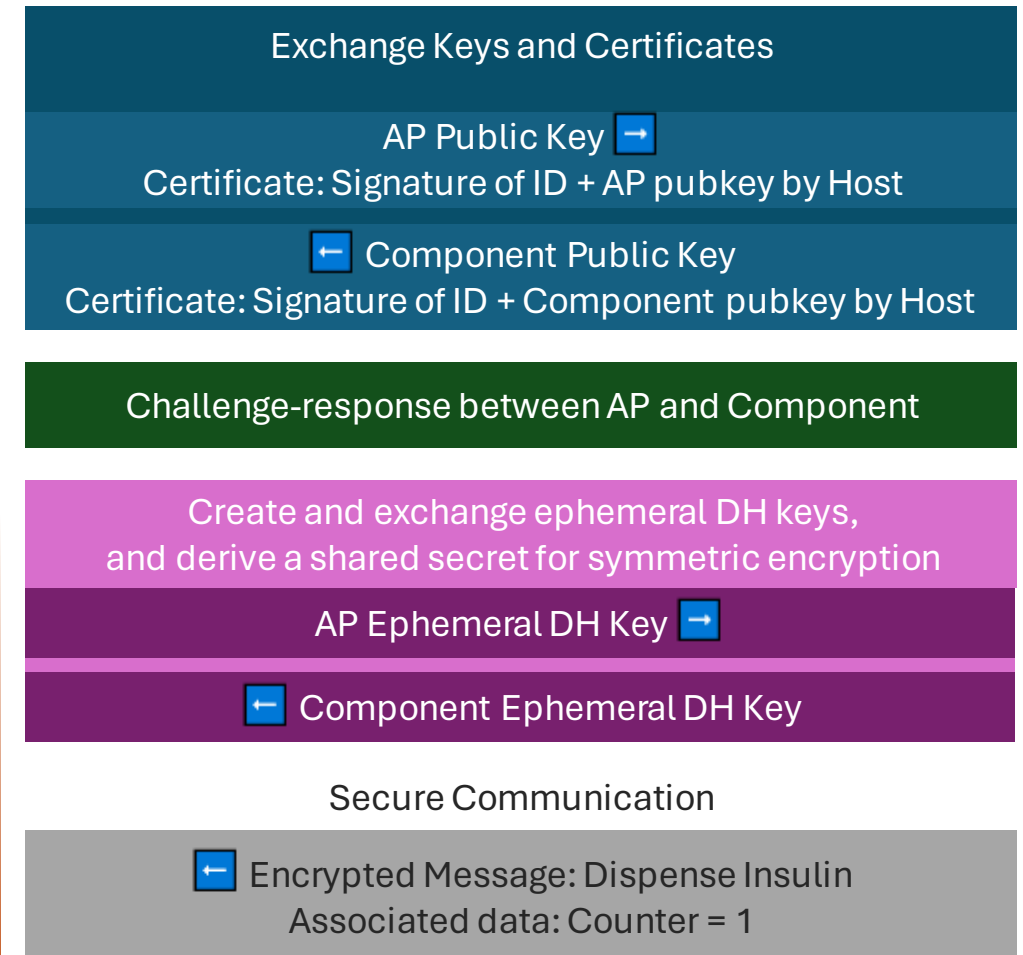 Exchange Keys and Certificates
AP Public Key ➡
Certificate: Signature of ID + AP pubkey by Host
⬅ Component Public Key
Certificate: Signature of ID + Component pubkey by Host
Challenge-response between AP and Component
Create and exchange ephemeral DH keys,
and derive a shared secret for symmetric encryption
AP Ephemeral DH Key ➡
⬅ Component Ephemeral DH Key
Secure Communication
⬅ Encrypted Message: Dispense Insulin
Associated data: Counter = 1